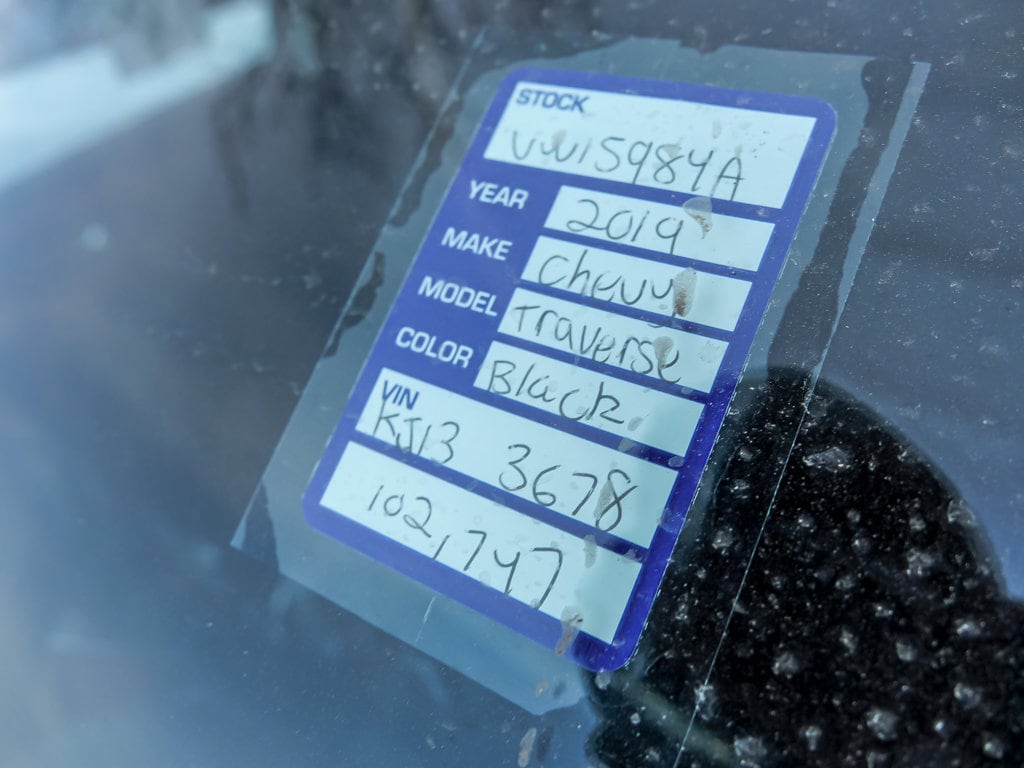 STOCK
VW15984A
YEAR 2019
MAKE Chevy
MODEL Traverse
COLOR Black
VIN
KJ13 3678
102,747